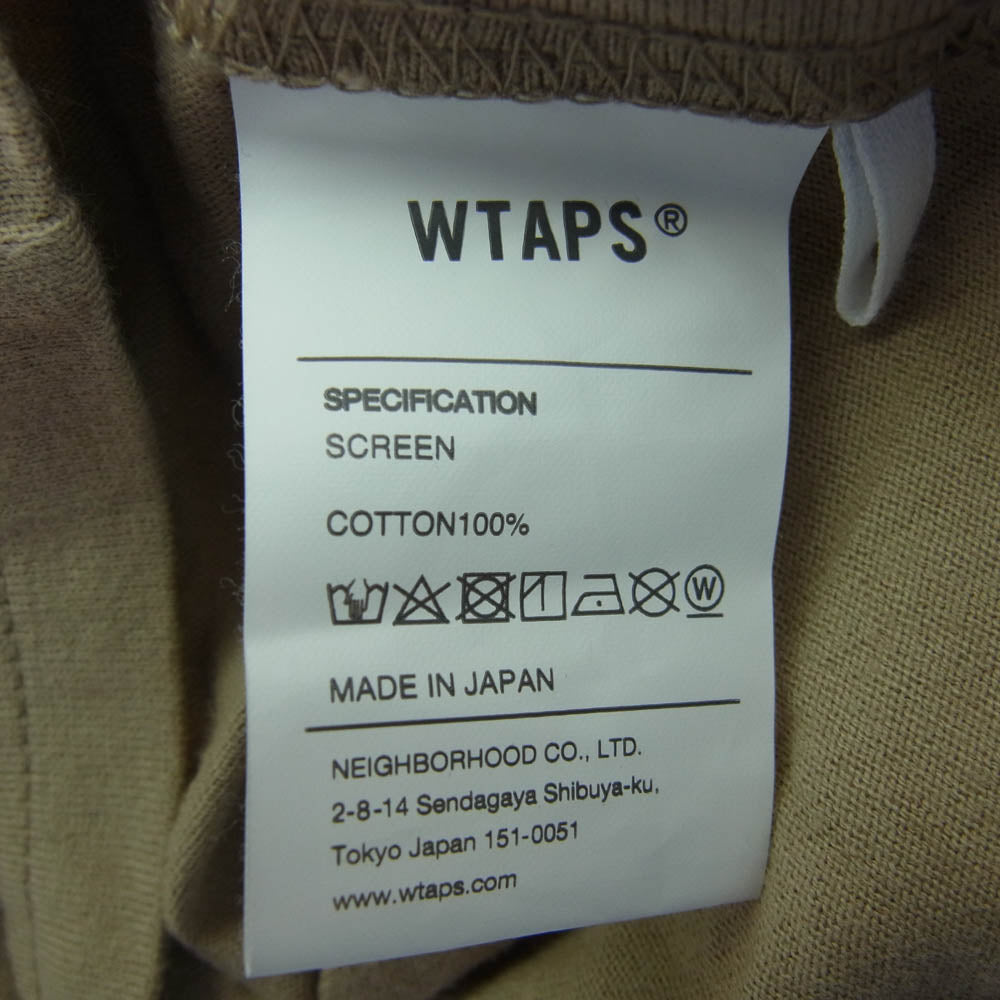 WTAPS®
SPECIFICATION
SCREEN
COTTON100%
W
MADE IN JAPAN
NEIGHBORHOOD CO., LTD.
2-8-14 Sendagaya Shibuya-ku,
Tokyo Japan 151-0051
www.wtaps.com